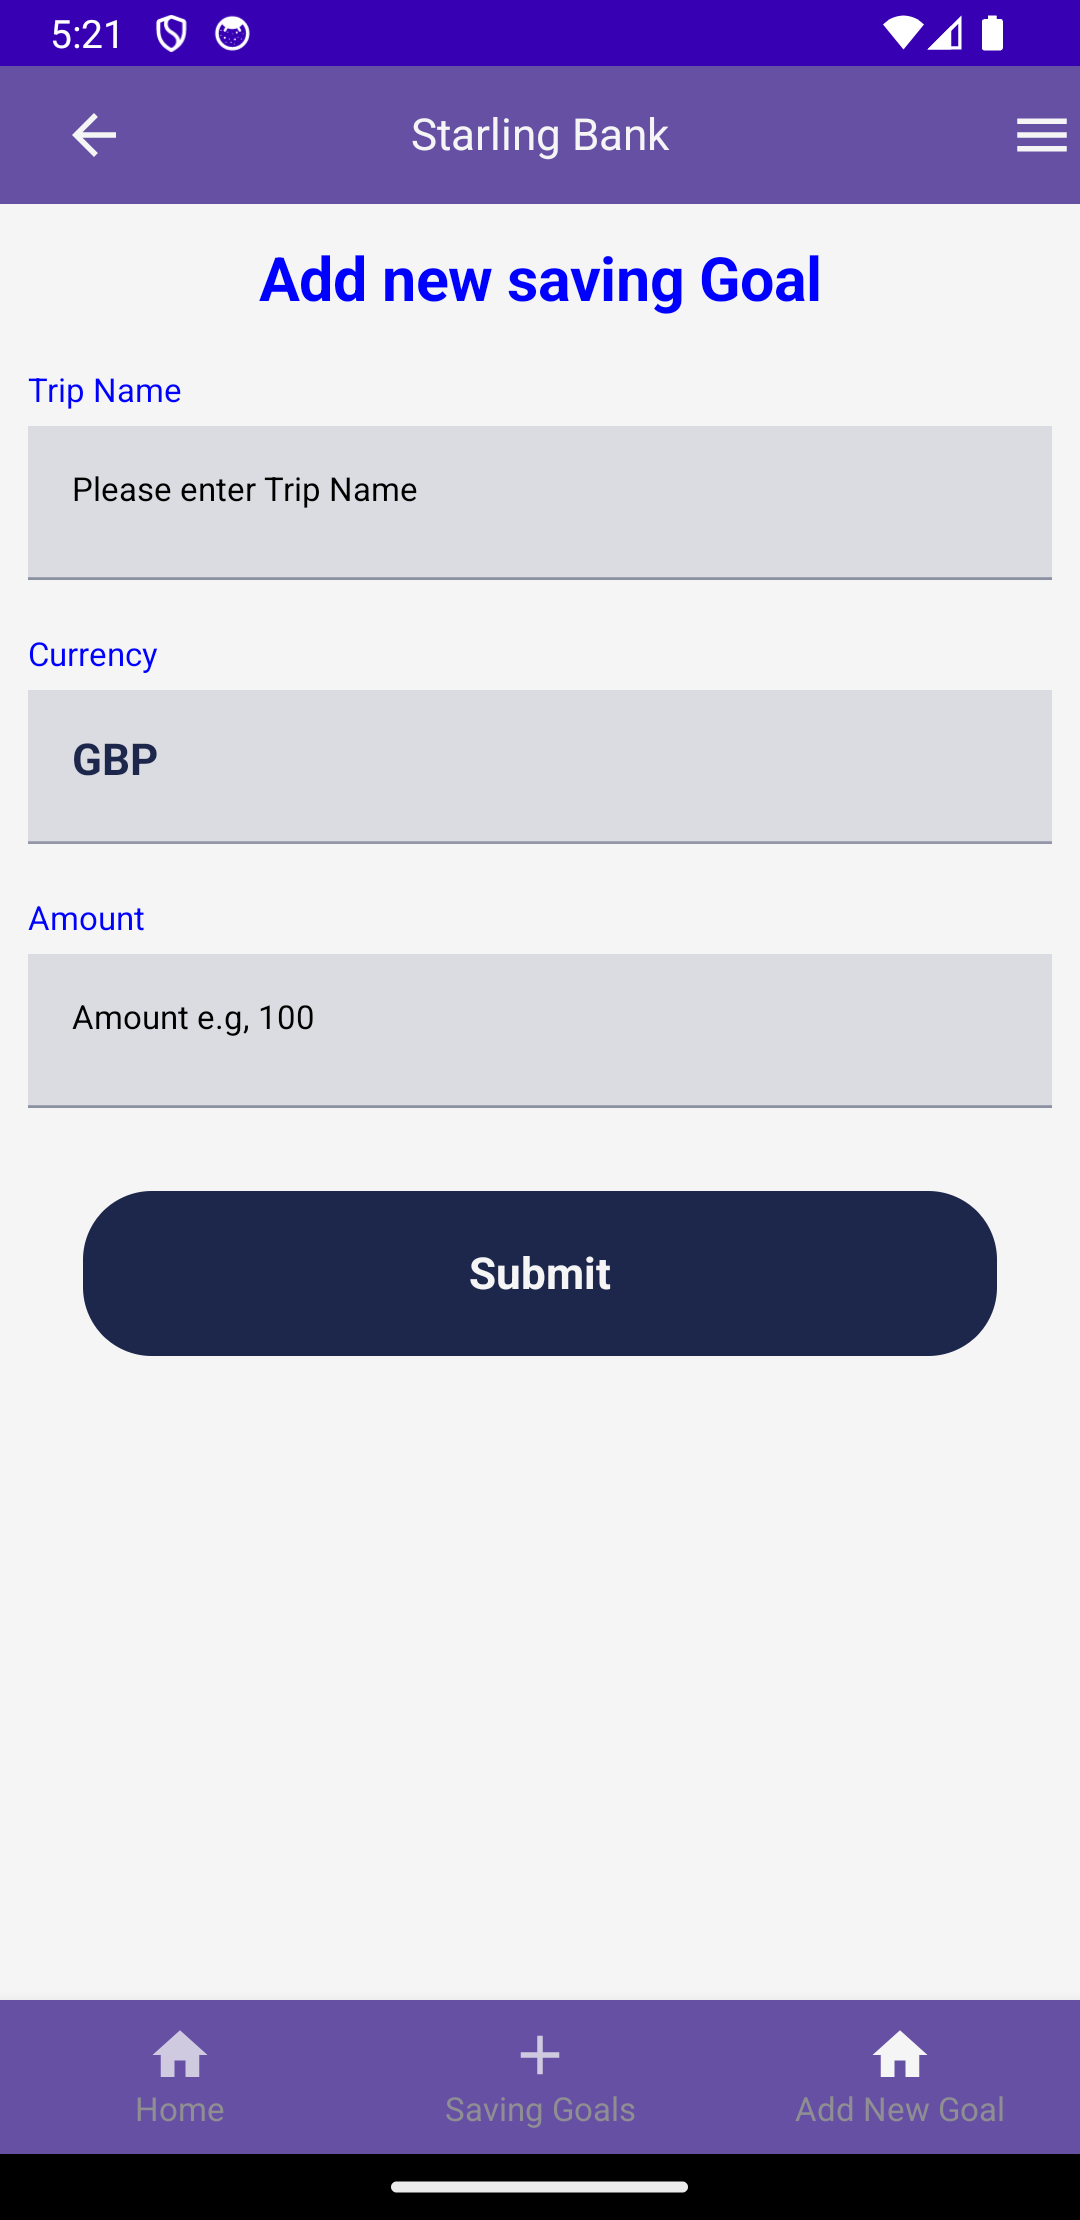 5:21
Starling Bank
Add new saving Goal
Trip Name
Please enter Trip Name
Currency
GBP
Amount
Amount e.g, 100
Submit
Home
Saving Goals
Add New Goal